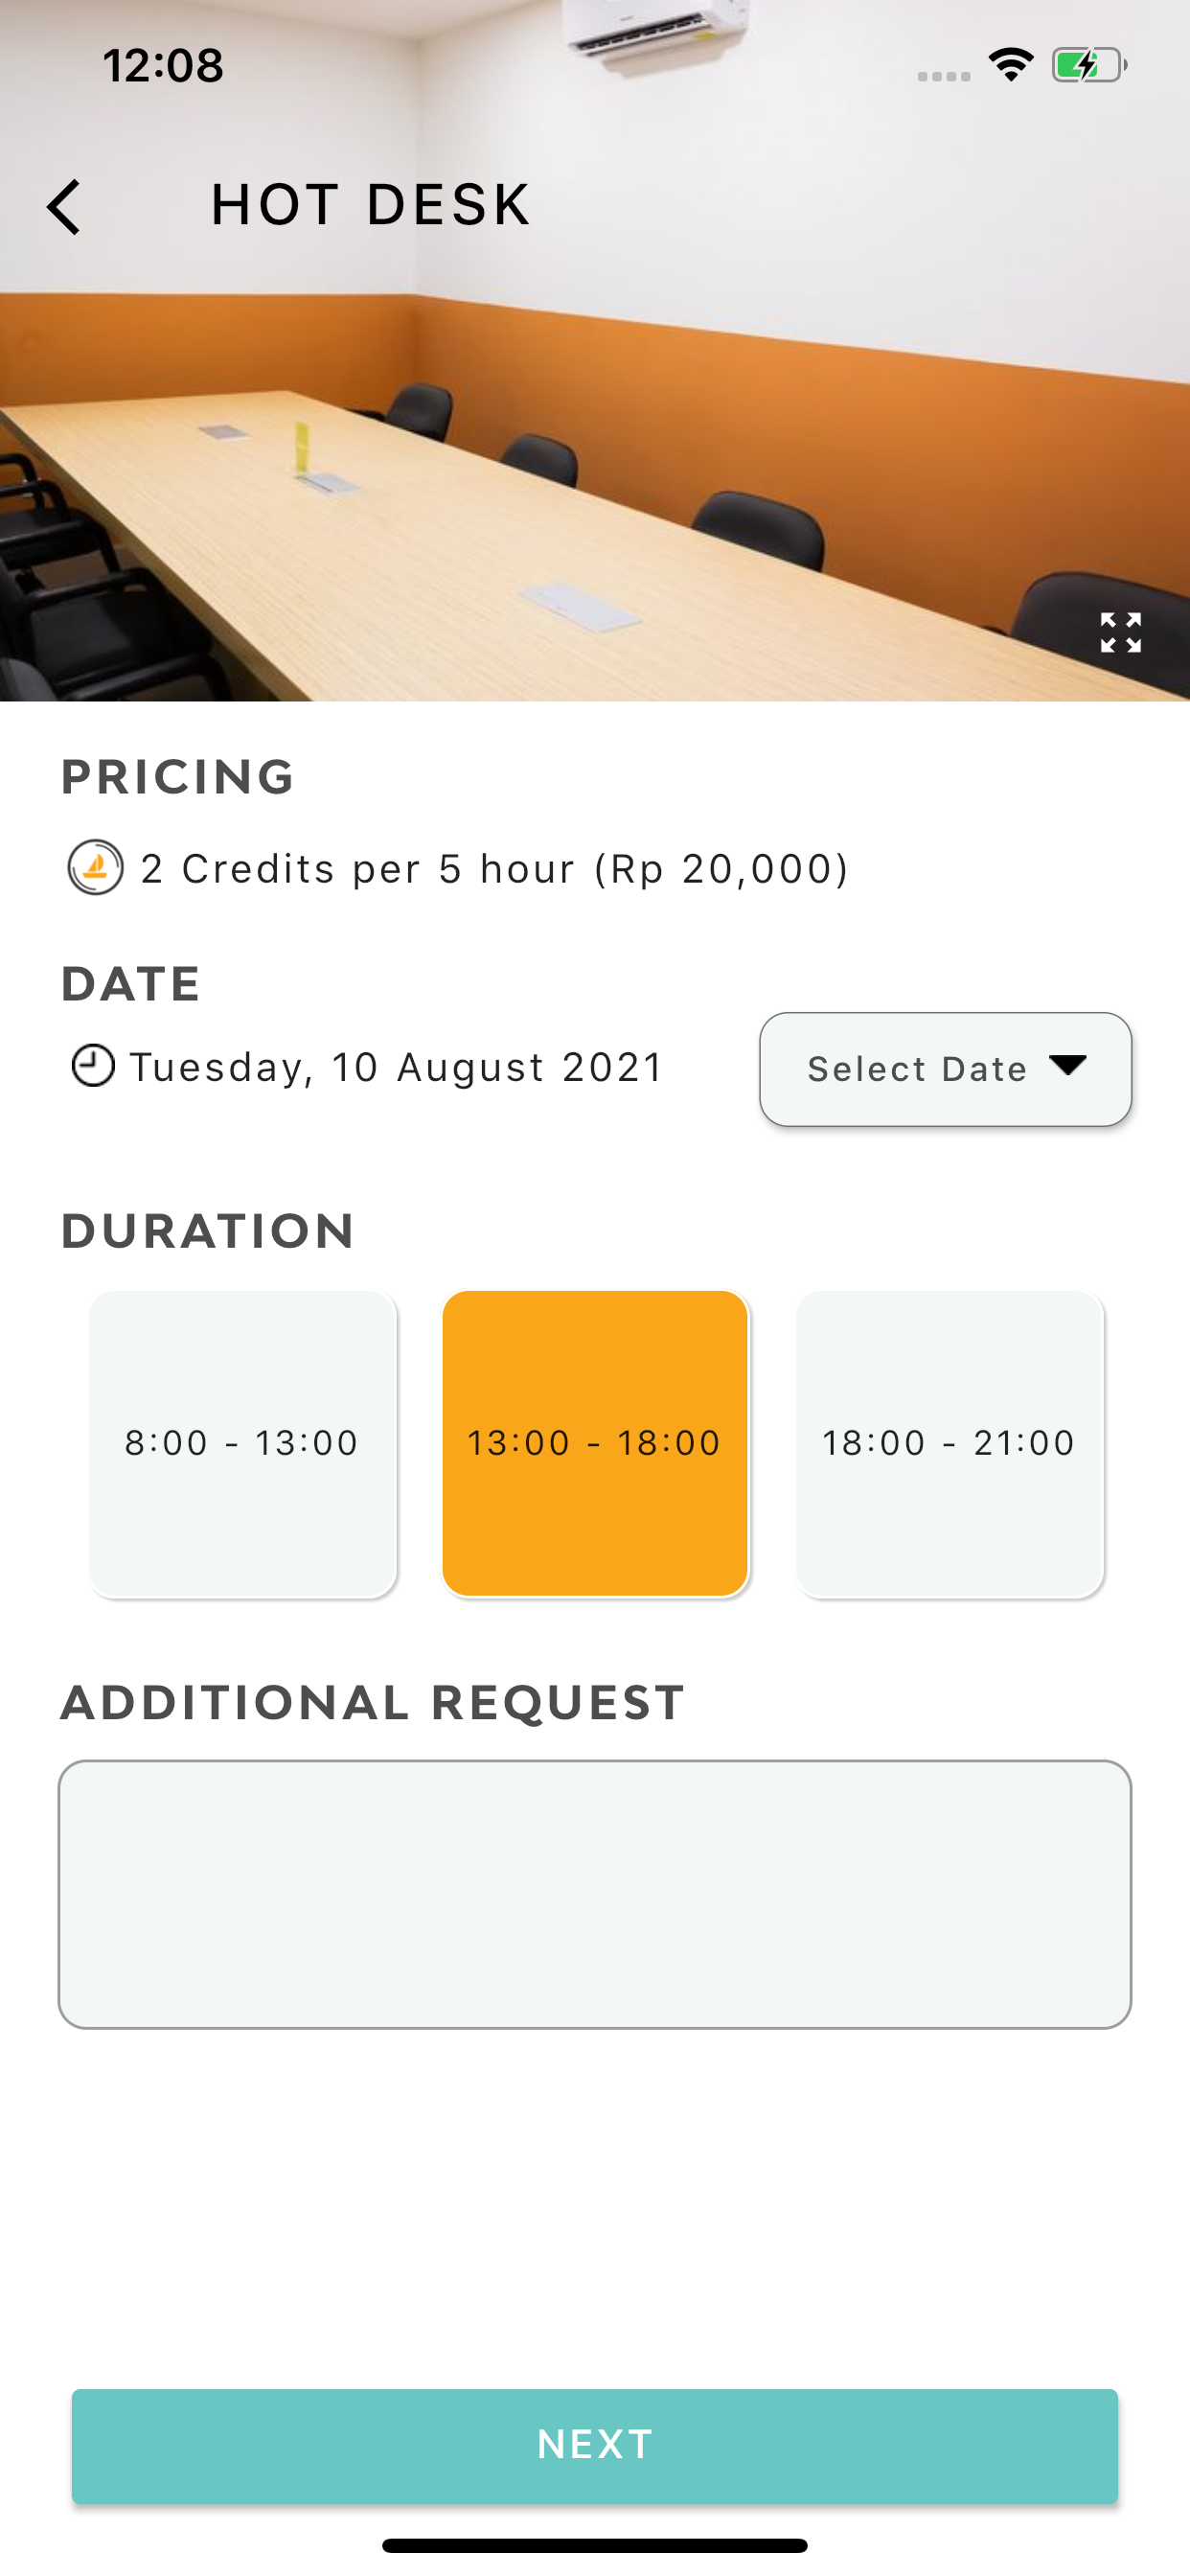 12:08
HOT DESK
PRICING
2 Credits per 5 hour (Rp 20,000)
DATE
Tuesday, 10 August 2021
Select Date
DURATION
8:00 - 13:00
13:00 - 18:00
18:00 - 21:00
ADDITIONAL REQUEST
NEXT